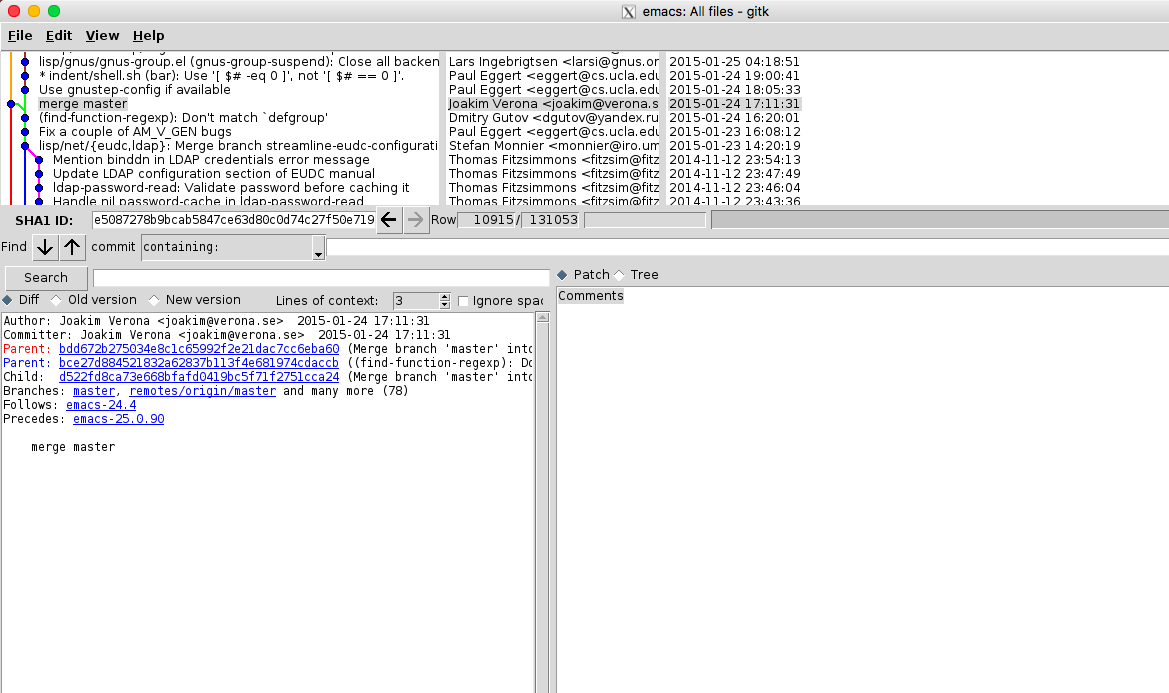 emacs: All files - gitk
File Edit View Help
lisp/gnus/gnus-group.el (gnus-group-suspend): Close all backen Lars Ingebrigtsen <larsi@gnus.or 2015-01-25 04:18:51
* indent/shell.sh (bar): Use '[ $# -eq 0 ]', not '[ $# == 0 ]'. Paul Eggert <eggert@cs.ucla.edu 2015-01-24 19:00:41
Use gnustep-config if available Paul Eggert <eggert@cs.ucla.edu 2015-01-24 18:05:33
merge master Joakim Verona <joakim@verona.s 2015-01-24 17:11:31
(find-function-regexp): Don't match `defgroup' Dmitry Gutov <dgutov@yandex.ru 2015-01-24 16:20:01
Fix a couple of AM_V_GEN bugs Paul Eggert <eggert@cs.ucla.edu 2015-01-23 16:08:12
lisp/net/{eudc,ldap}: Merge branch streamline-eudc-configurati Stefan Monnier <monnier@iro.um 2015-01-23 14:20:19
Mention binddn in LDAP credentials error message Thomas Fitzsimmons <fitzsim@fitz 2014-11-12 23:54:13
Update LDAP configuration section of EUDC manual Thomas Fitzsimmons <fitzsim@fitz 2014-11-12 23:47:49
ldap-password-read: Validate password before caching it Thomas Fitzsimmons <fitzsim@fitz 2014-11-12 23:46:04
Handle nil password-cache in ldap-password-read Thomas Fitzsimmons <fitzsim@fitz 2014-11-12 23:43:36
SHA1 ID: e5087278b9bcab5847ce63d80c0d74c27f50e719 Row 10915 / 131053
Find commit containing:
Search
Patch Tree
Diff Old version New version Lines of context: 3 Ignore spac
Comments
Author: Joakim Verona <joakim@verona.se> 2015-01-24 17:11:31
Committer: Joakim Verona <joakim@verona.se> 2015-01-24 17:11:31
Parent: bdd672b275034e8c1c65992f2e21dac7cc6eba60 (Merge branch 'master' into
Parent: bce27d884521832a62837b113f4e681974cdaccb ((find-function-regexp): Do
Child: d522fd8ca73e668bfafd0419bc5f71f2751cca24 (Merge branch 'master' into
Branches: master, remotes/origin/master and many more (78)
Follows: emacs-24.4
Precedes: emacs-25.0.90
merge master